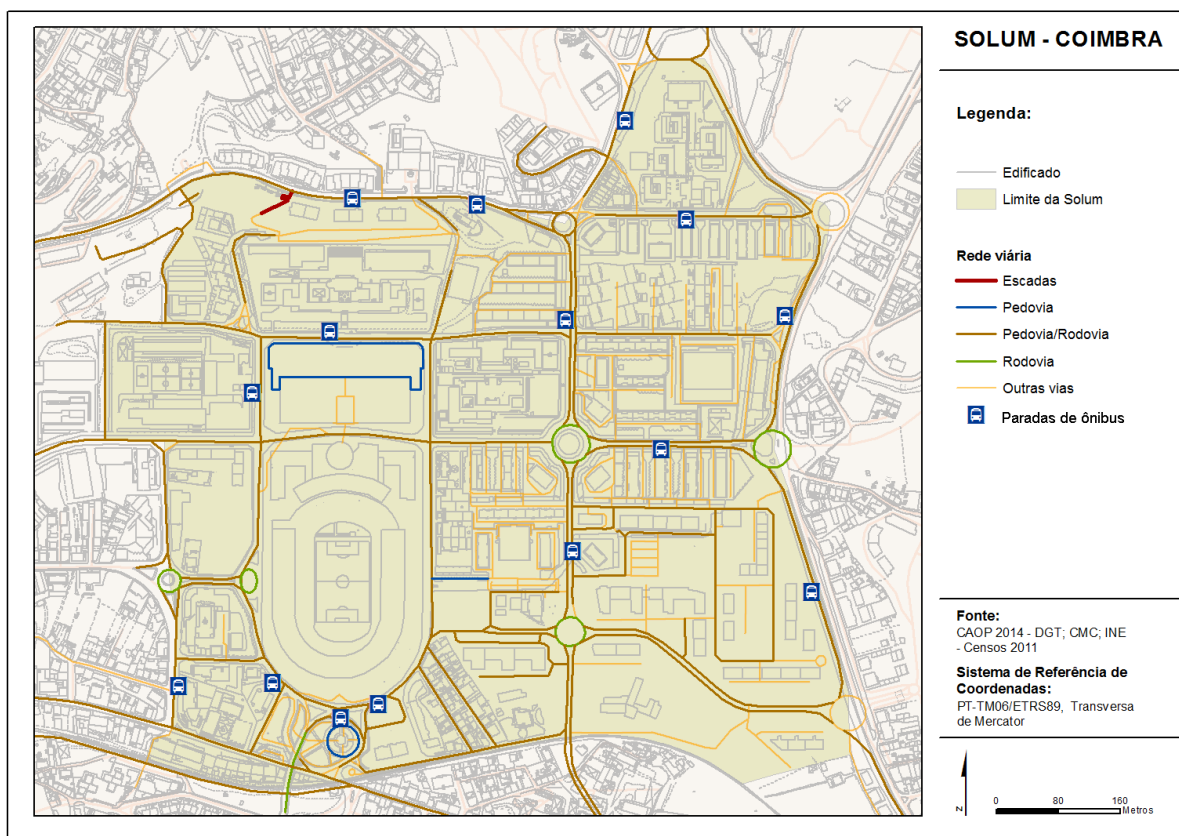 SOLUM - COIMBRA
Legenda:
Edificado
Limite da Solum
Rede viária
Escadas
Pedovia
Pedovia/Rodovia
Rodovia
Outras vias
Paradas de ônibus
Fonte:
CAOP 2014 - DGT; CMC; INE
- Censos 2011
Sistema de Referência de
Coordenadas:
PT-TM06/ETRS89, Transversa
de Mercator
N
0 80 160
Metros